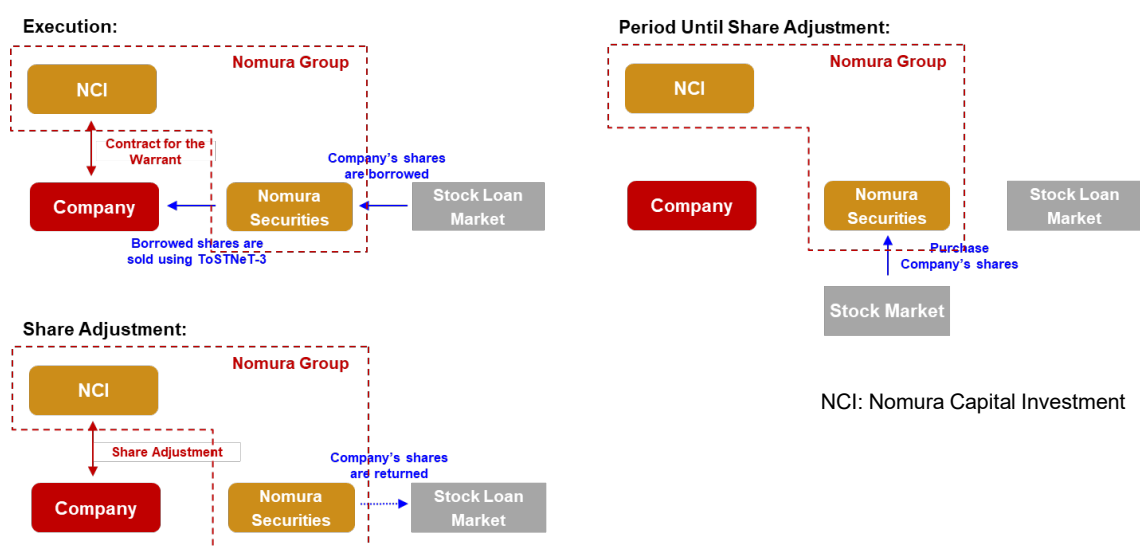 Execution:
Nomura Group
NCI
Contract for the
Warrant
Company's shares
are borrowed
Company
Nomura
Securities
Stock Loan
Market
Borrowed shares are
sold using ToSTNeT-3
Period Until Share Adjustment:
Nomura Group
NCI
Company
Nomura
Securities
Stock Loan
Market
Purchase
Company's shares
Stock Market
Share Adjustment:
Nomura Group
NCI
Share Adjustment
Company's shares
are returned
Company
Nomura
Securities
Stock Loan
Market
NCI: Nomura Capital Investment